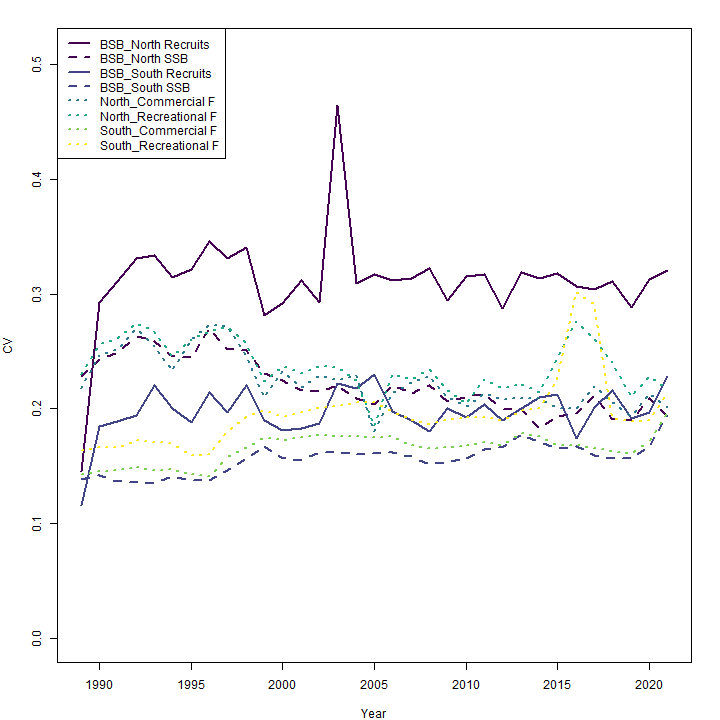 BSB_North Recruits
BSB_North SSB
BSB_South Recruits
BSB_South SSB
North_Commercial F
North_Recreational F
South_Commercial F
South_Recreational F
CV
0.5
0.4
0.3
0.2
0.1
0.0
1990 1995 2000 2005 2010 2015 2020
Year